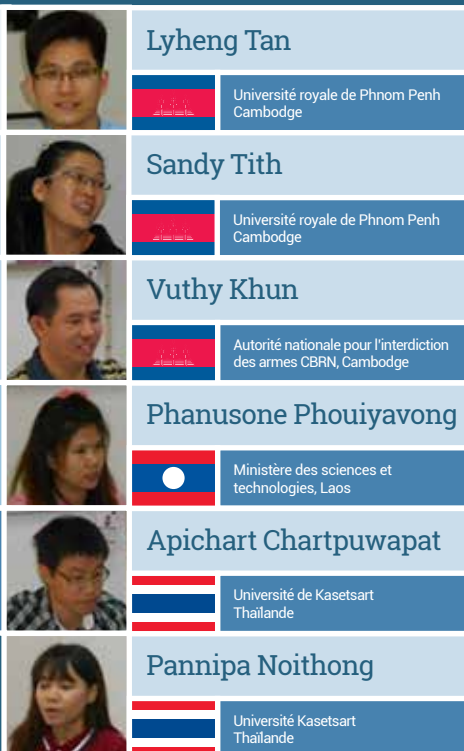 Lyheng Tan
Université royale de Phnom Penh
Cambodge
Sandy Tith
Université royale de Phnom Penh
Cambodge
Vuthy Khun
Autorité nationale pour l'interdiction
des armes CBRN, Cambodge
Phanusone Phouiyavong
Ministère des sciences et
technologies, Laos
Apichart Chartpuwapat
Université de Kasetsart
Thaïlande
Pannipa Noithong
Université Kasetsart
Thaïlande